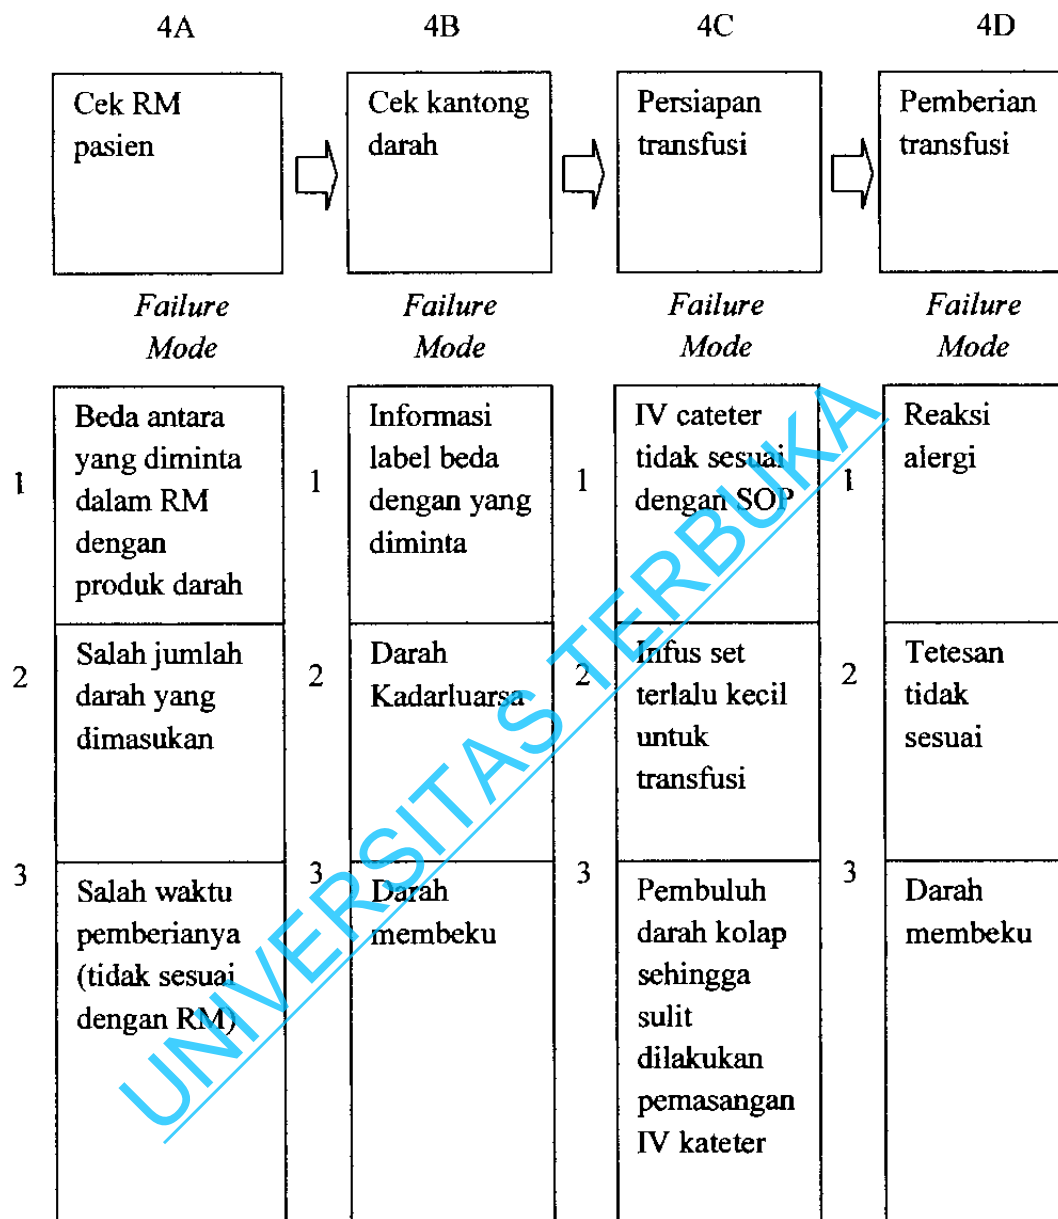 4A 4B 4C 4D
Cek RM
pasien
Cek kantong
darah
Persiapan
transfusi
Pemberian
transfusi
Failure
Mode
Failure
Mode
Failure
Mode
Failure
Mode
1
Beda antara
yang diminta
dalam RM
dengan
produk darah
1
Informasi
label beda
dengan yang
diminta
1
IV cateter
tidak sesuai
dengan SOP
1
Reaksi
alergi
2
Salah jumlah
darah yang
dimasukan
2
Darah
Kadarluarsa
2
Infus set
terlalu kecil
untuk
transfusi
2
Tetesan
tidak
sesuai
3
Salah waktu
pemberianya
(tidak sesuai
dengan RM)
3
Darah
membeku
3
Pembuluh
darah kolap
sehingga
sulit
dilakukan
pemasangan
IV kateter
3
Darah
membeku
UNIVERSITAS TERBUKA